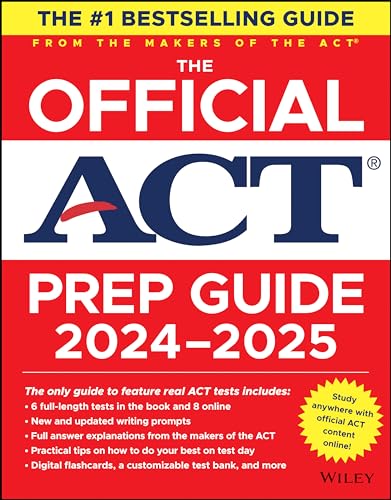 THE #1 BESTSELLING GUIDE
FROM THE MAKERS OF THE ACT®
THE
OFFICIAL
ACT®
PREP GUIDE
2024–2025
The only guide to feature real ACT tests includes:
• 6 full-length tests in the book and 8 online
• New and updated writing prompts
• Full answer explanations from the makers of the ACT
• Practical tips on how to do your best on test day
• Digital flashcards, a customizable test bank, and more
Study
anywhere with
official ACT
content
online!
WILEY